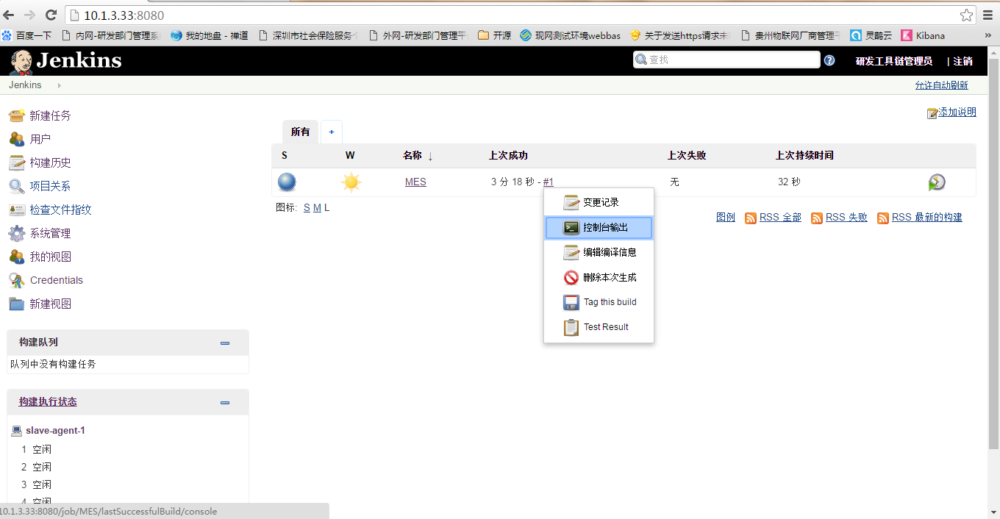 10.1.3.33:8080
百度一下 内网-研发部门管理系 我的地盘 - 禅道 深圳市社会保险服务 外网-研发部门管理平 开源 现网测试环境webbas 关于发送https请求未 贵州物联网厂商管理平 灵鹊云 Kibana »
Jenkins 查找 ? 研发工具链管理员 | 注销
Jenkins 允许自动刷新
添加说明
新建任务
用户
构建历史
项目关系
检查文件指纹
系统管理
我的视图
Credentials
新建视图
所有 +
S W 名称 ↓ 上次成功 上次失败 上次持续时间
MES 3 分 18 秒 - #1 无 32 秒
图标: S M L
图例 RSS 全部 RSS 失败 RSS 最新的构建
变更记录
控制台输出
编辑编译信息
删除本次生成
Tag this build
Test Result
构建队列
队列中没有构建任务
构建执行状态
slave-agent-1
1 空闲
2 空闲
3 空闲
4 空闲
10.1.3.33:8080/job/MES/lastSuccessfulBuild/console